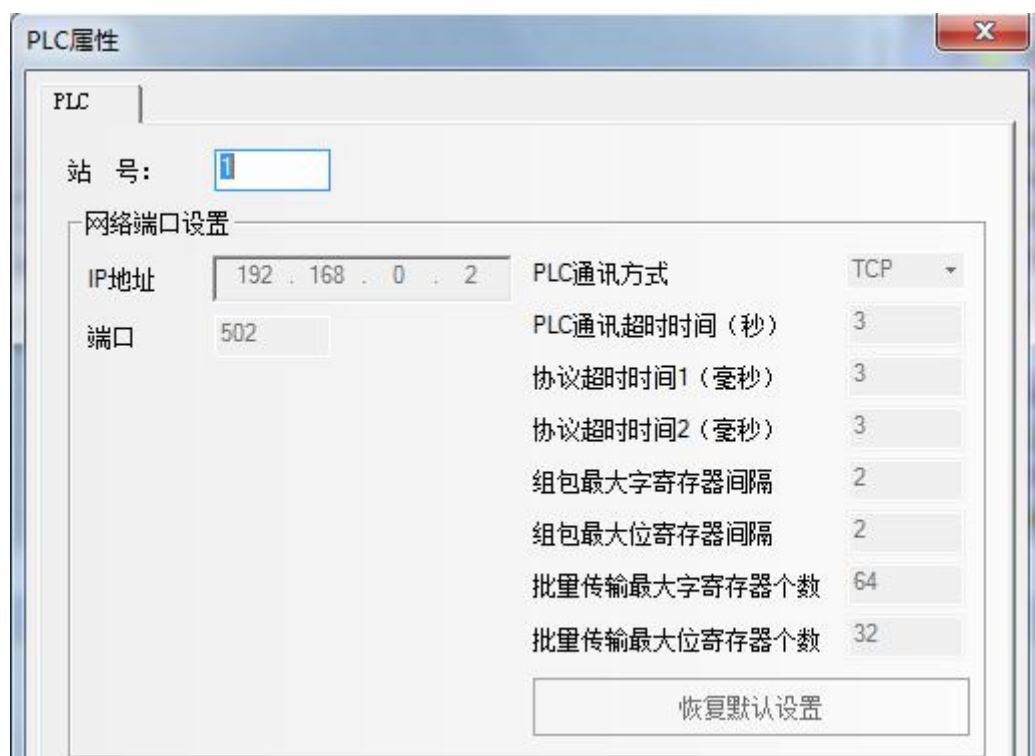 PLC属性
PLC
站 号:
1
网络端口设置
IP地址
192 . 168 . 0 . 2
端口
502
PLC通讯方式
TCP
PLC通讯超时时间（秒）
3
协议超时时间1（毫秒）
3
协议超时时间2（毫秒）
3
组包最大字寄存器间隔
2
组包最大位寄存器间隔
2
批量传输最大字寄存器个数
64
批量传输最大位寄存器个数
32
恢复默认设置